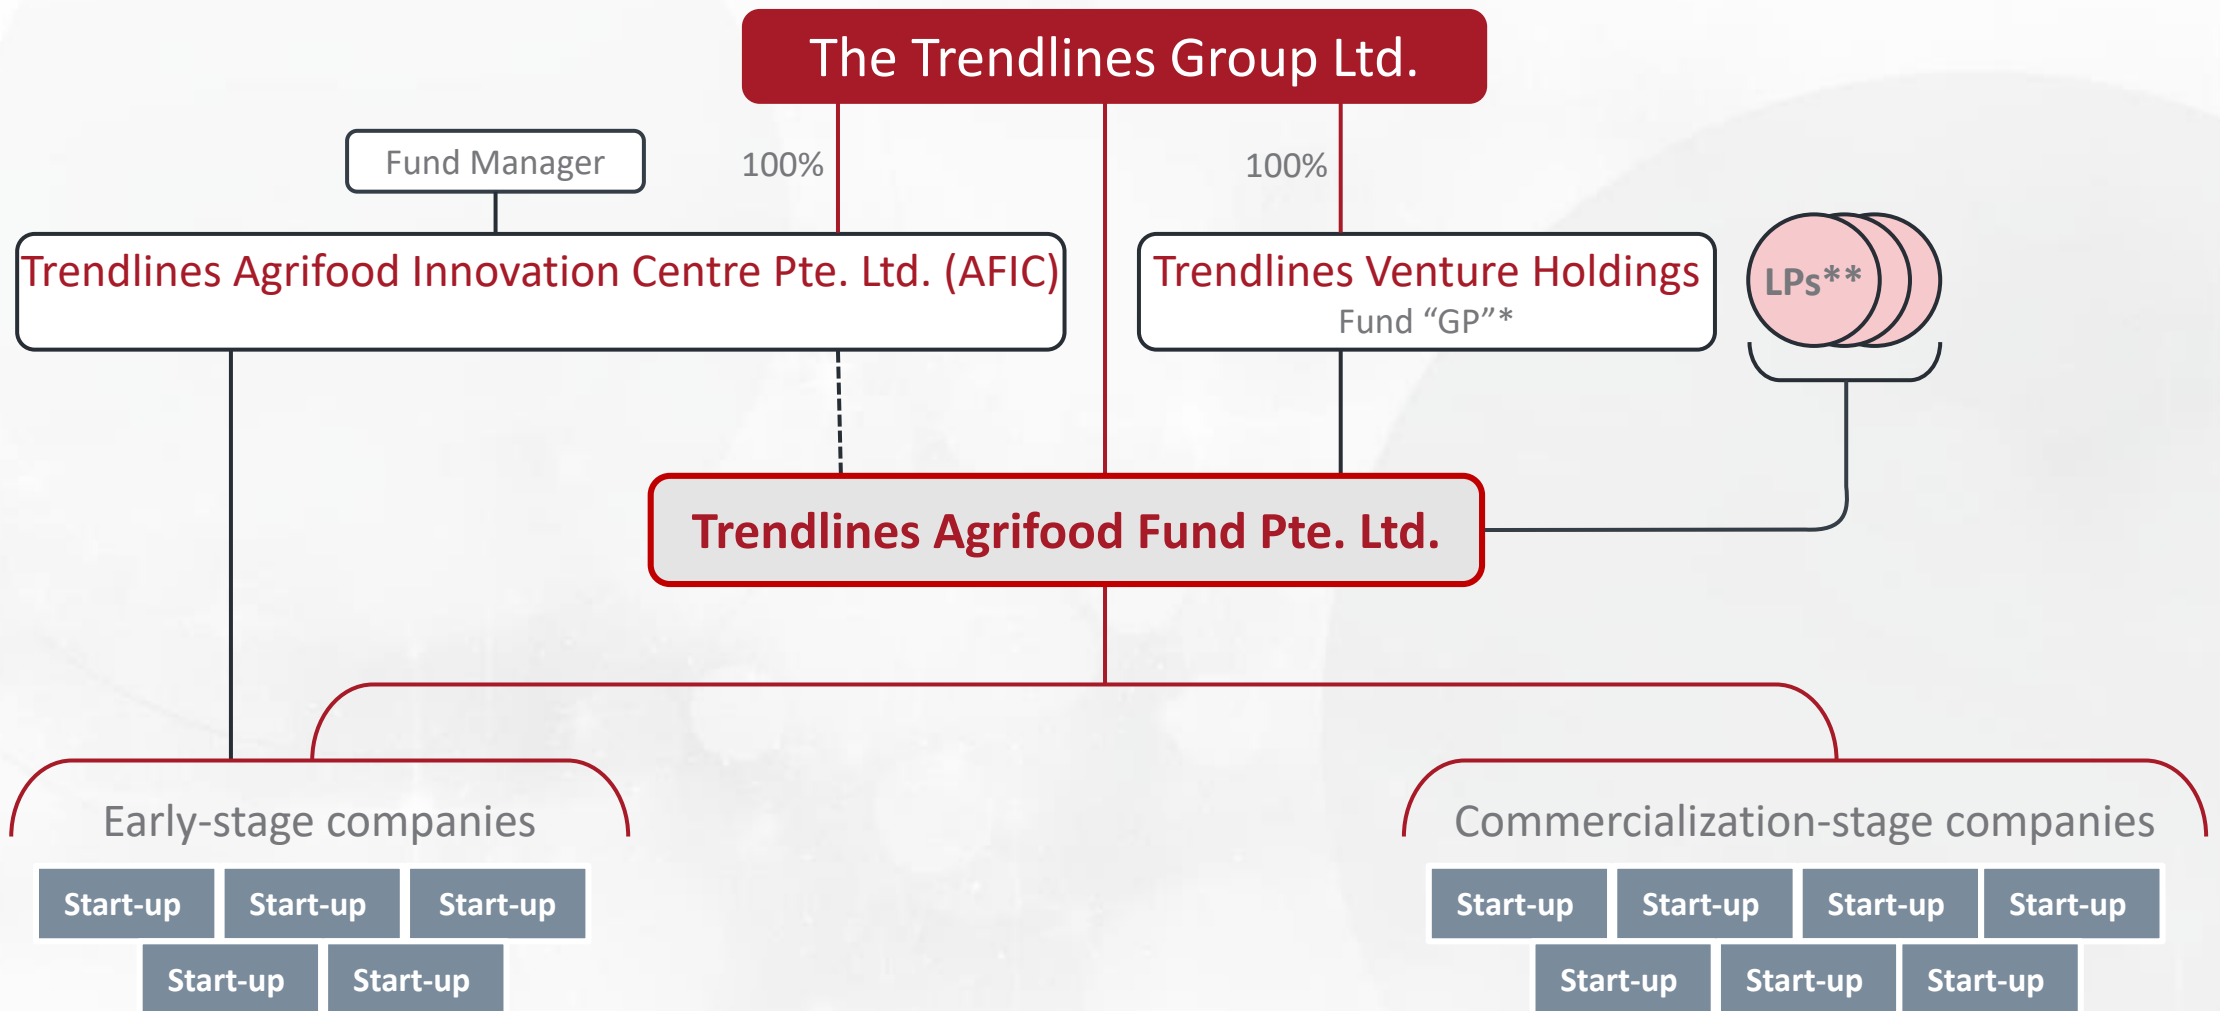 The Trendlines Group Ltd.
Fund Manager
100%
100%
Trendlines Agrifood Innovation Centre Pte. Ltd. (AFIC)
Trendlines Venture Holdings
Fund “GP”*
LPs**
Trendlines Agrifood Fund Pte. Ltd.
Early-stage companies
Commercialization-stage companies
Start-up Start-up Start-up
Start-up Start-up Start-up Start-up
Start-up Start-up
Start-up Start-up Start-up